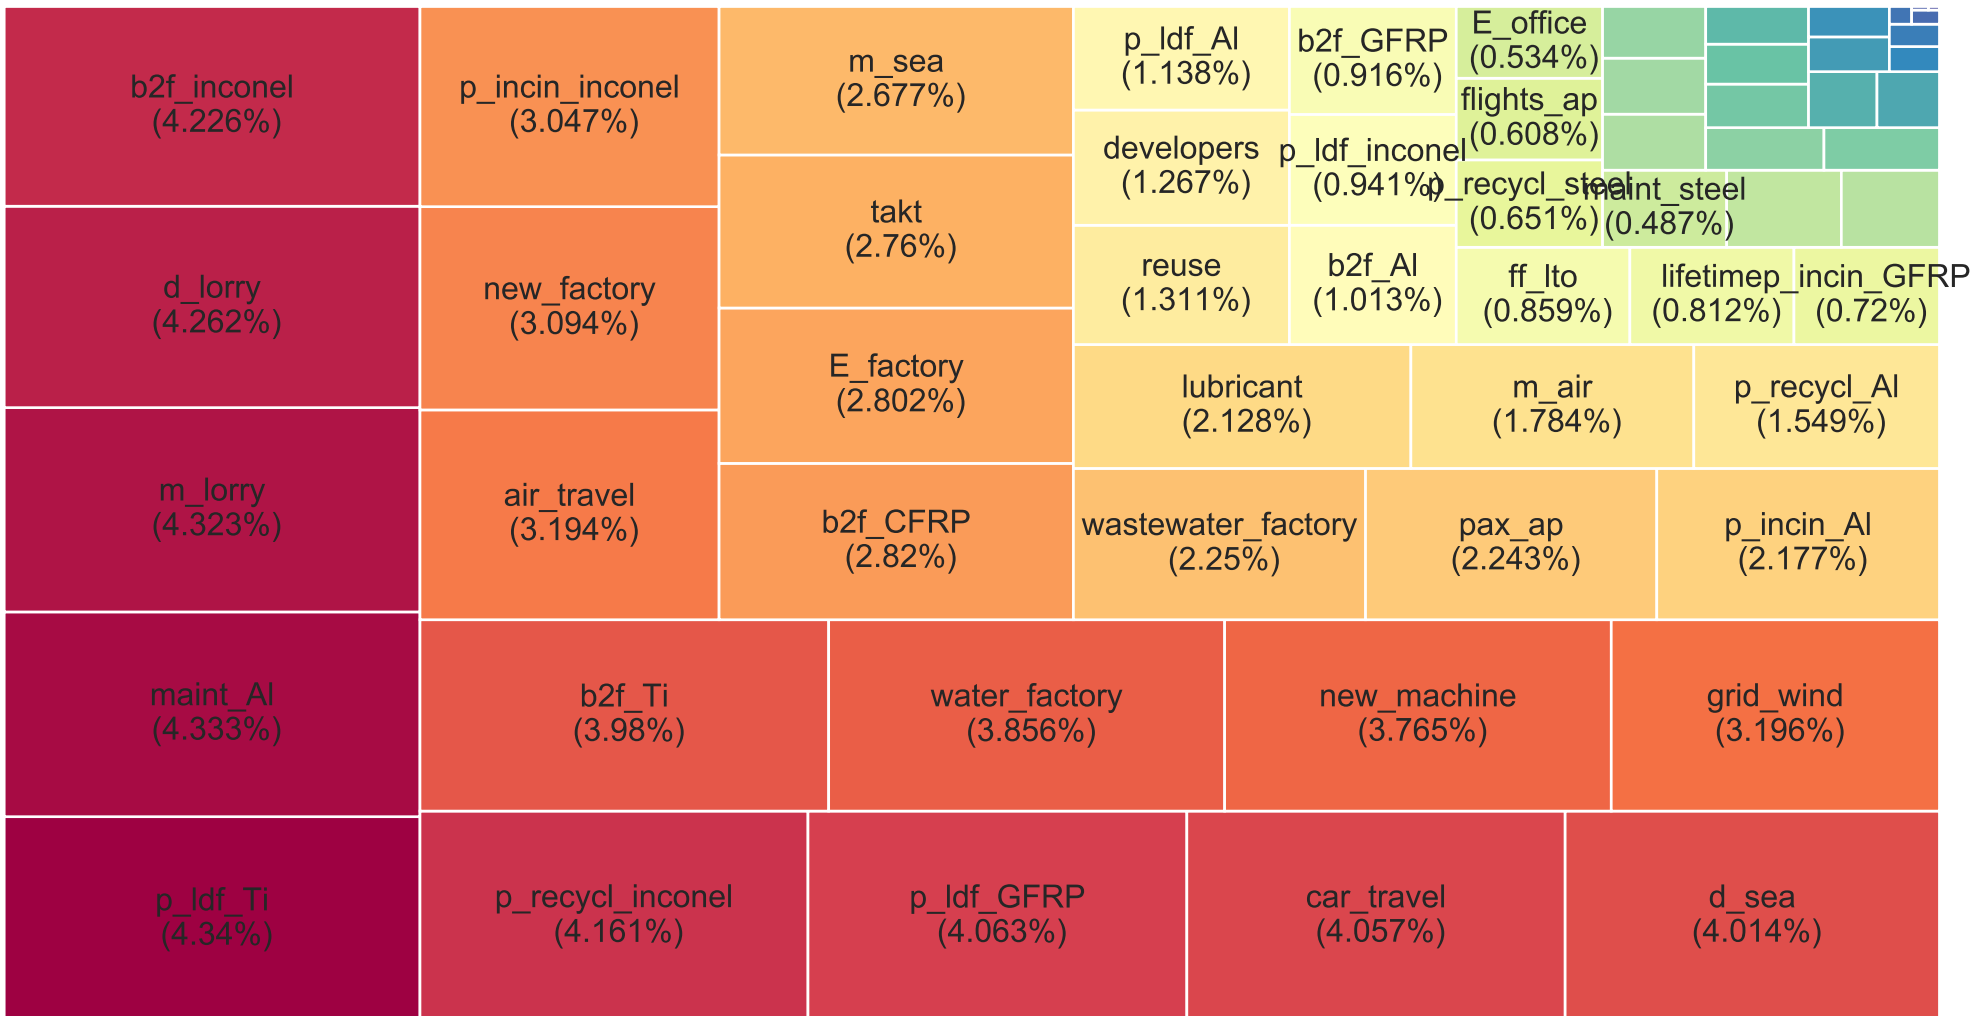 b2f_inconel
(4.226%)
d_lorry
(4.262%)
m_lorry
(4.323%)
maint_Al
(4.333%)
p_ldf_Ti
(4.34%)
p_incin_inconel
(3.047%)
new_factory
(3.094%)
air_travel
(3.194%)
m_sea
(2.677%)
takt
(2.76%)
E_factory
(2.802%)
b2f_CFRP
(2.82%)
p_ldf_Al
(1.138%)
developers
(1.267%)
reuse
(1.311%)
b2f_GFRP
(0.916%)
p_ldf_inconel
(0.941%)
b2f_Al
(1.013%)
E_office
(0.534%)
flights_ap
(0.608%)
p_recycl_steel
(0.651%)
maint_steel
(0.487%)
ff_lto
(0.859%)
lifetime
(0.812%)
p_incin_GFRP
(0.72%)
lubricant
(2.128%)
m_air
(1.784%)
p_recycl_Al
(1.549%)
wastewater_factory
(2.25%)
pax_ap
(2.243%)
p_incin_Al
(2.177%)
b2f_Ti
(3.98%)
water_factory
(3.856%)
new_machine
(3.765%)
grid_wind
(3.196%)
p_recycl_inconel
(4.161%)
p_ldf_GFRP
(4.063%)
car_travel
(4.057%)
d_sea
(4.014%)